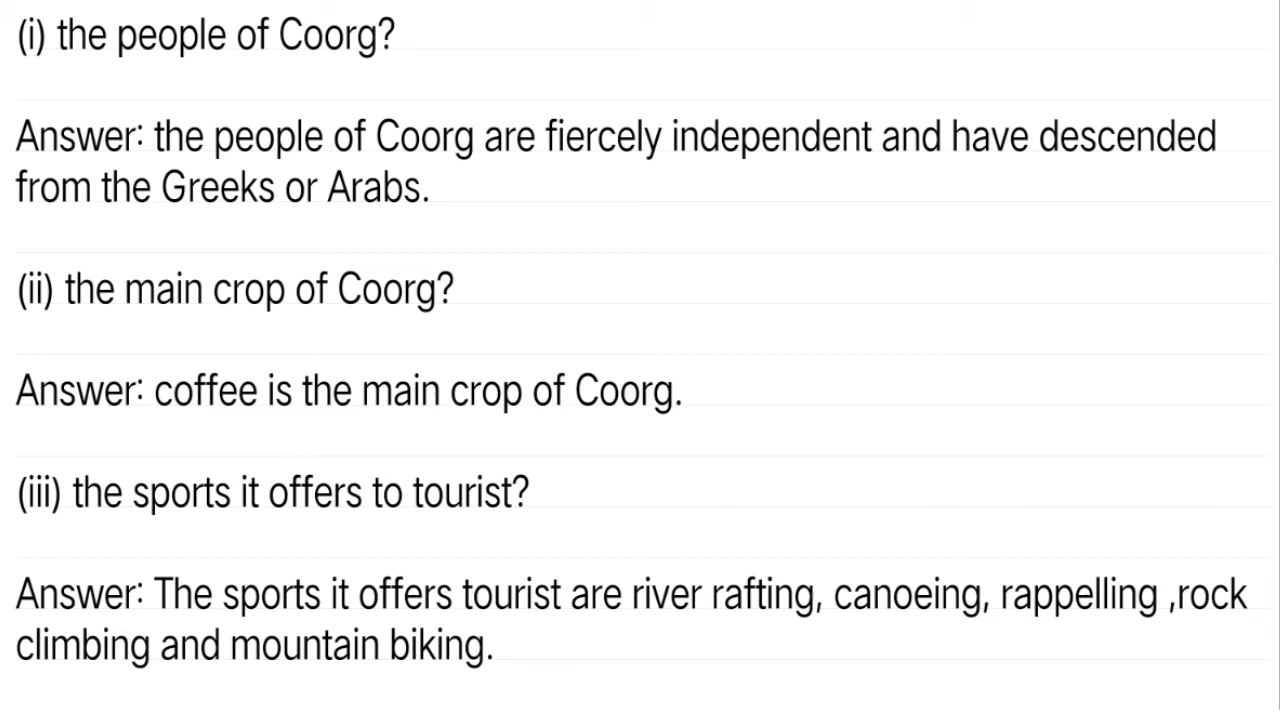 (i) the people of Coorg?
Answer: the people of Coorg are fiercely independent and have descended
from the Greeks or Arabs.
(ii) the main crop of Coorg?
Answer: coffee is the main crop of Coorg.
(iii) the sports it offers to tourist?
Answer: The sports it offers tourist are river rafting, canoeing, rappelling ,rock
climbing and mountain biking.